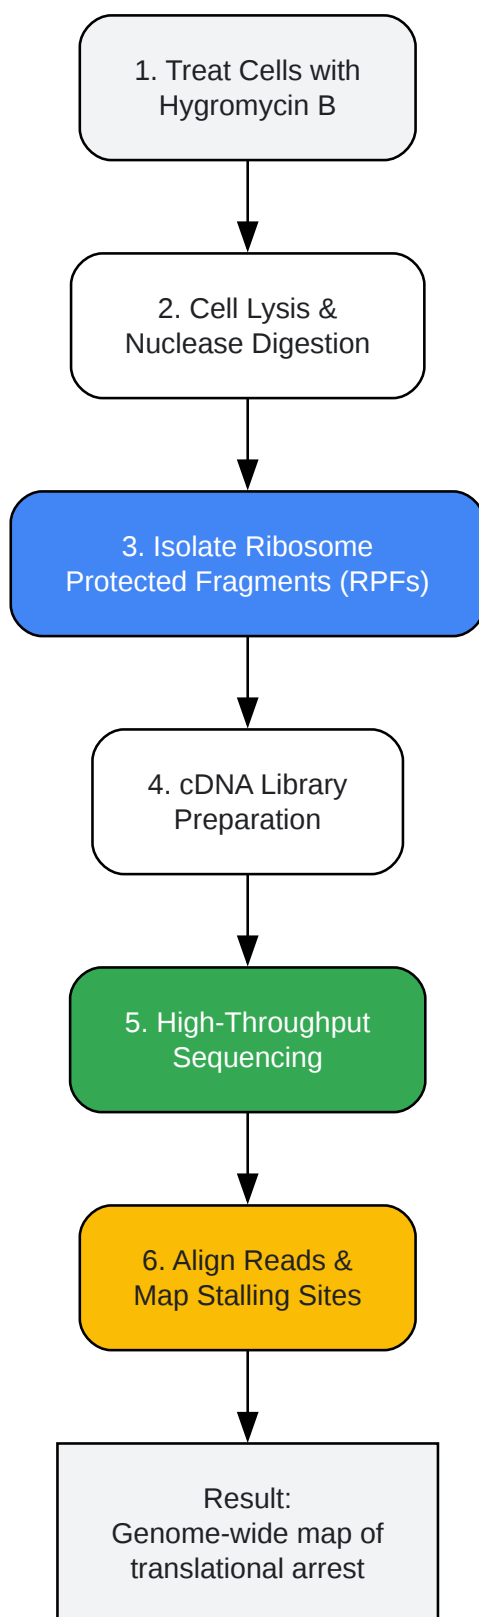 1. Treat Cells with
Hygromycin B
2. Cell Lysis &
Nuclease Digestion
3. Isolate Ribosome
Protected Fragments (RPFs)
4. cDNA Library
Preparation
5. High-Throughput
Sequencing
6. Align Reads &
Map Stalling Sites
Result:
Genome-wide map of
translational arrest